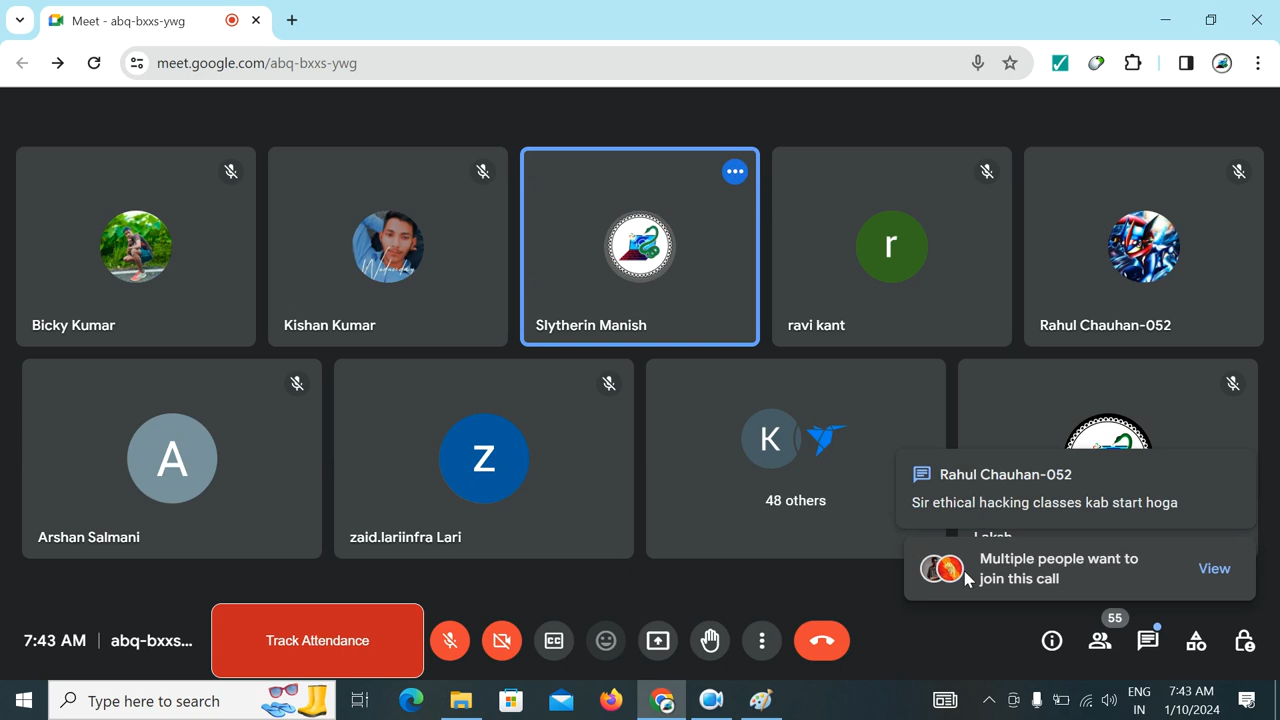 Meet - abq-bxxs-ywg
meet.google.com/abq-bxxs-ywg
Bicky Kumar
Kishan Kumar
Wednesday
Slytherin Manish
r
ravi kant
Rahul Chauhan-052
A
Arshan Salmani
Z
zaid.lariinfra Lari
K
48 others
Rahul Chauhan-052
Sir ethical hacking classes kab start hoga
Multiple people want to
join this call
View
7:43 AM
abq-bxxs...
Track Attendance
55
Type here to search
ENG
IN
7:43 AM
1/10/2024